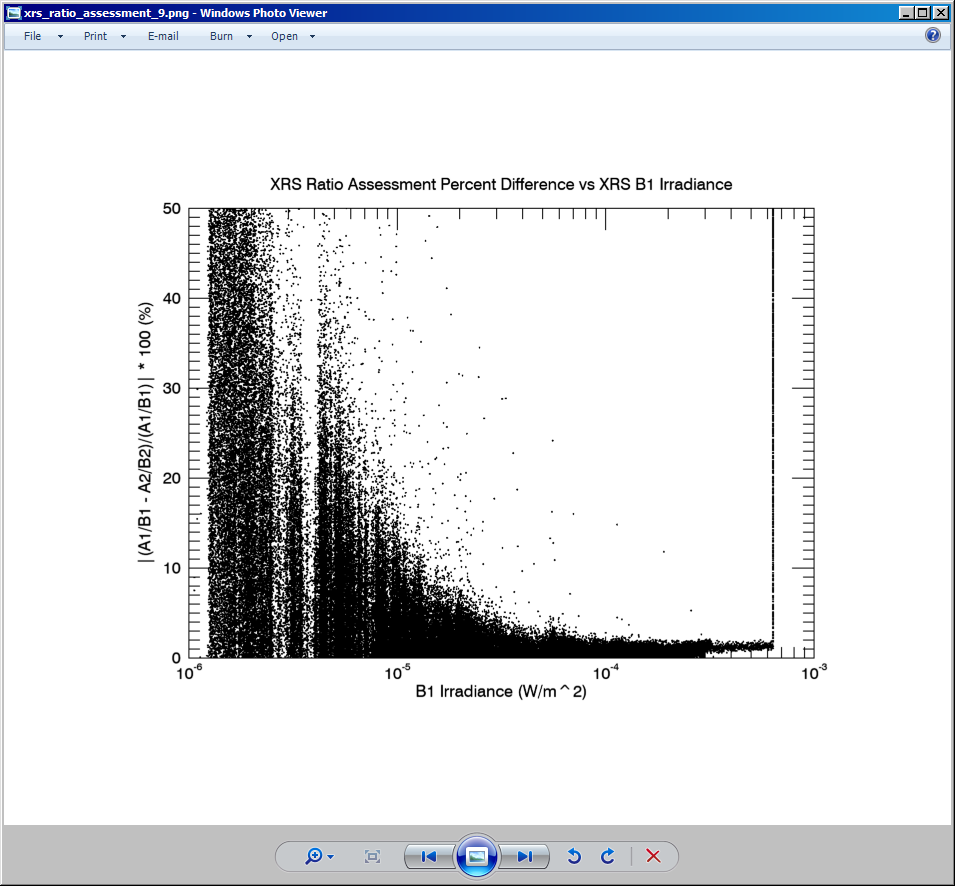 xrs_ratio_assessment_9.png - Windows Photo Viewer
File Print E-mail Burn Open
XRS Ratio Assessment Percent Difference vs XRS B1 Irradiance
|(A1/B1 - A2/B2)/(A1/B1)| * 100 (%)
50
40
30
20
10
0
10^-6 10^-5 10^-4 10^-3
B1 Irradiance (W/m^2)